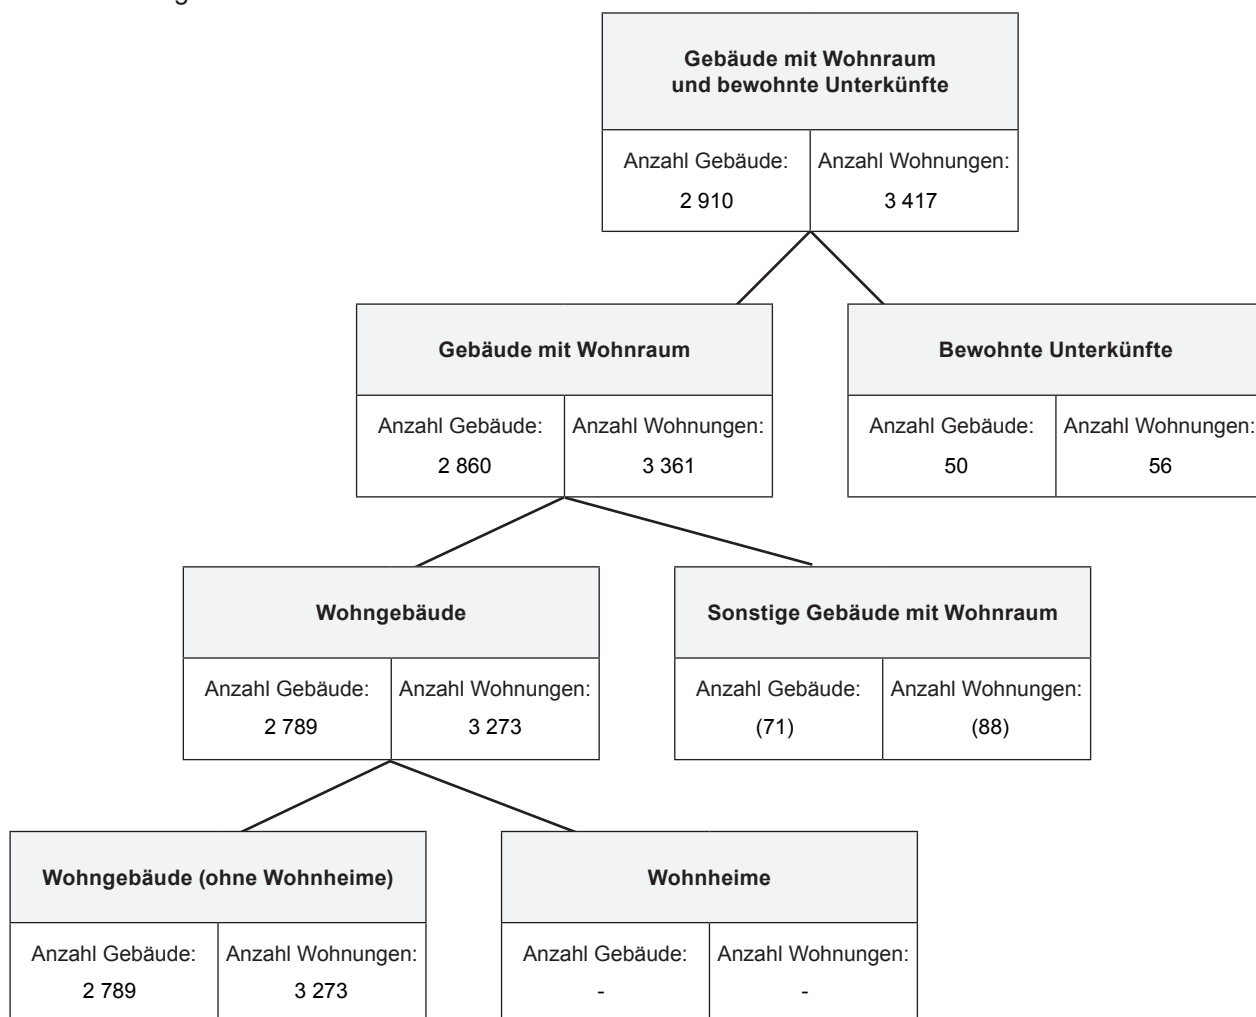 Gebäude mit Wohnraum
und bewohnte Unterkünfte
Anzahl Gebäude: Anzahl Wohnungen:
2 910 3 417
Gebäude mit Wohnraum Bewohnte Unterkünfte
Anzahl Gebäude: Anzahl Wohnungen: Anzahl Gebäude: Anzahl Wohnungen:
2 860 3 361 50 56
Wohngebäude Sonstige Gebäude mit Wohnraum
Anzahl Gebäude: Anzahl Wohnungen: Anzahl Gebäude: Anzahl Wohnungen:
2 789 3 273 (71) (88)
Wohngebäude (ohne Wohnheime) Wohnheime
Anzahl Gebäude: Anzahl Wohnungen: Anzahl Gebäude: Anzahl Wohnungen:
2 789 3 273 - -